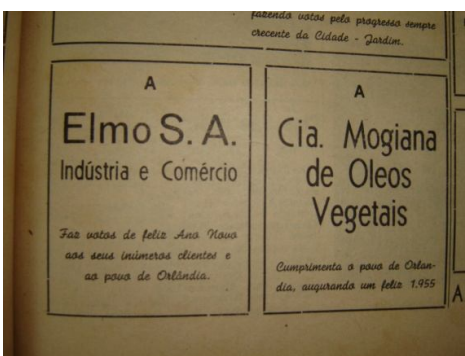 fazendo votos pelo progresso sempre
crecente da Cidade - Jardim.
A
Elmo S. A.
Indústria e Comércio
Faz votos de feliz Ano Novo
aos seus inúmeros clientes e
ao povo de Orlândia.
A
Cia. Mogiana
de Oleos
Vegetais
Cumprimenta o povo de Orlan-
dia, augurando um feliz 1.955
A